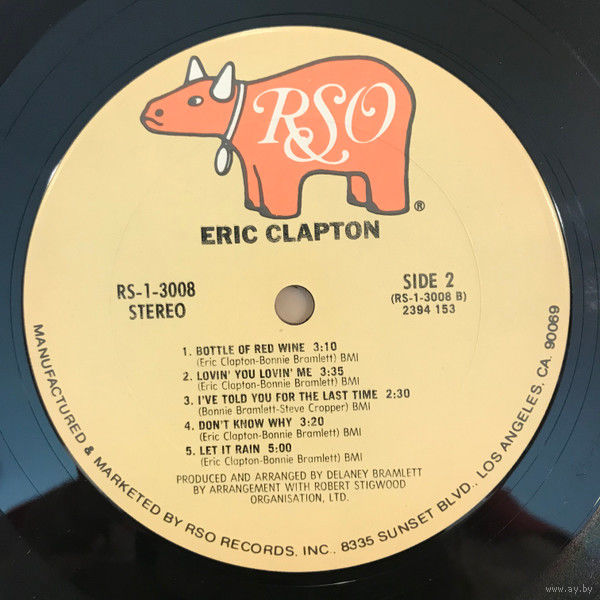 RSO
®
ERIC CLAPTON
RS-1-3008
STEREO
SIDE 2
(RS-1-3008 B)
2394 153
1. BOTTLE OF RED WINE 3:10
(Eric Clapton-Bonnie Bramlett) BMI
2. LOVIN' YOU LOVIN' ME 3:35
(Eric Clapton-Bonnie Bramlett) BMI
3. I'VE TOLD YOU FOR THE LAST TIME 2:30
(Bonnie Bramlett-Steve Cropper) BMI
4. DON'T KNOW WHY 3:20
(Eric Clapton-Bonnie Bramlett) BMI
5. LET IT RAIN 5:00
(Eric Clapton-Bonnie Bramlett) BMI
PRODUCED AND ARRANGED BY DELANEY BRAMLETT
BY ARRANGEMENT WITH ROBERT STIGWOOD
ORGANISATION, LTD.
MANUFACTURED & MARKETED BY RSO RECORDS, INC., 8335 SUNSET BLVD., LOS ANGELES, CA. 90069
www.ay.by